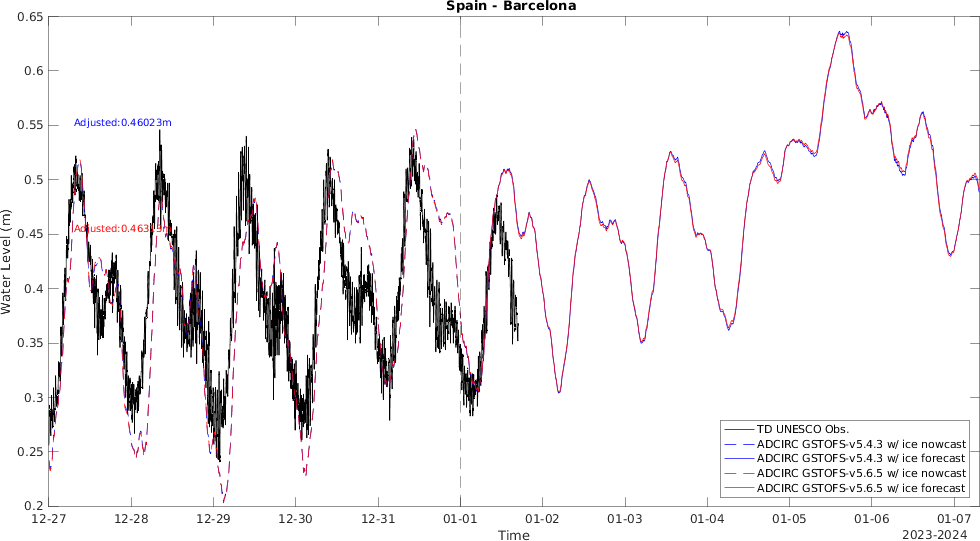 Spain - Barcelona
0.65
0.6
0.55
0.5
0.45
0.4
0.35
0.3
0.25
0.2
Water Level (m)
Adjusted:0.46023m
TD UNESCO Obs.
ADCIRC GSTOFS-v5.4.3 w/ ice nowcast
ADCIRC GSTOFS-v5.4.3 w/ ice forecast
ADCIRC GSTOFS-v5.6.5 w/ ice nowcast
ADCIRC GSTOFS-v5.6.5 w/ ice forecast
12-27 12-28 12-29 12-30 12-31 01-01 01-02 01-03 01-04 01-05 01-06 01-07
Time
2023-2024